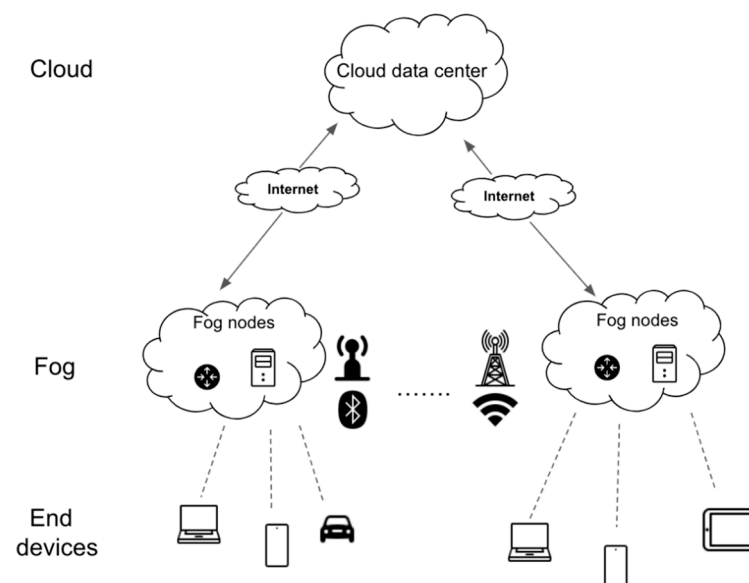 Cloud
Cloud data center
Internet
Internet
Fog nodes
Fog nodes
Fog
.......
End
devices